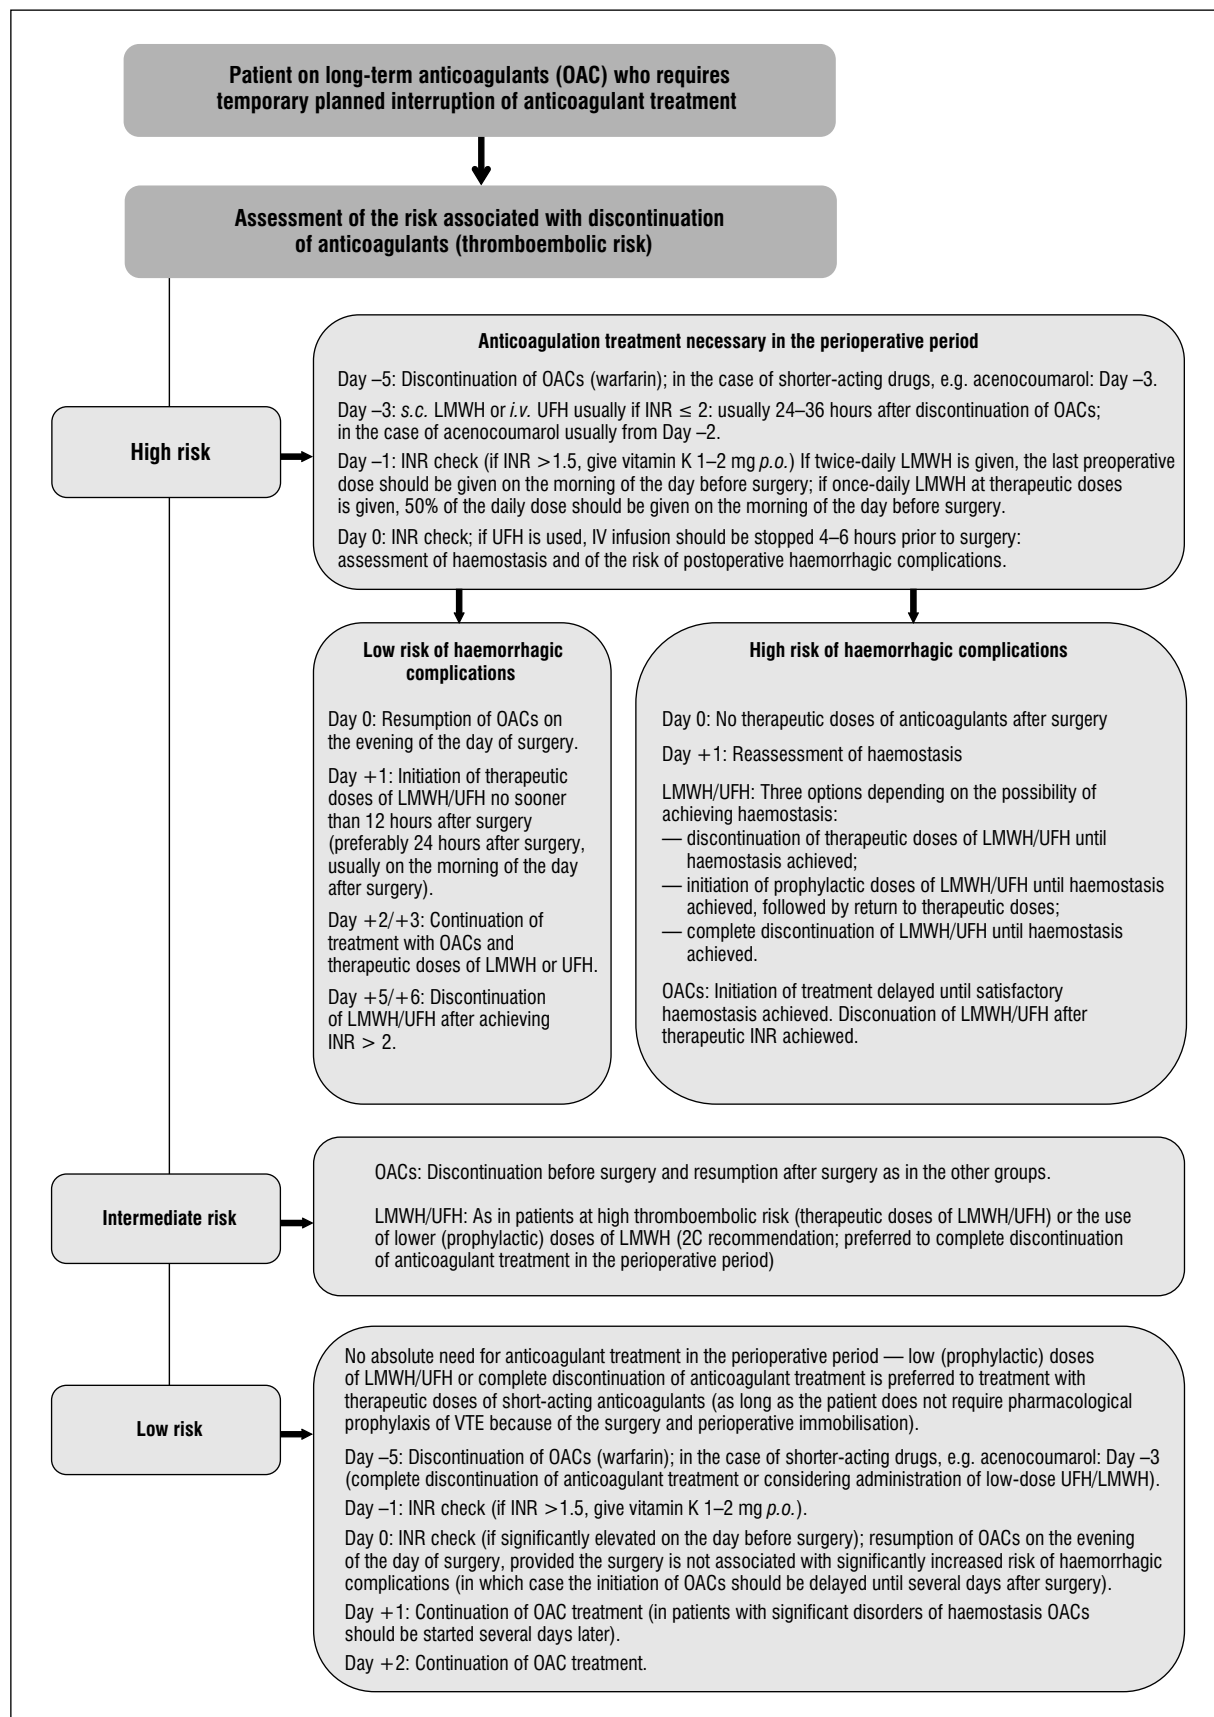 Patient on long-term anticoagulants (OAC) who requires
temporary planned interruption of anticoagulant treatment
Assessment of the risk associated with discontinuation
of anticoagulants (thromboembolic risk)
High risk
Anticoagulation treatment necessary in the perioperative period
Day –5: Discontinuation of OACs (warfarin); in the case of shorter-acting drugs, e.g. acenocoumarol: Day –3.
Day –3: s.c. LMWH or i.v. UFH usually if INR ≤ 2: usually 24–36 hours after discontinuation of OACs;
in the case of acenocoumarol usually from Day –2.
Day –1: INR check (if INR >1.5, give vitamin K 1–2 mg p.o.) If twice-daily LMWH is given, the last preoperative
dose should be given on the morning of the day before surgery; if once-daily LMWH at therapeutic doses
is given, 50% of the daily dose should be given on the morning of the day before surgery.
Day 0: INR check; if UFH is used, IV infusion should be stopped 4–6 hours prior to surgery:
assessment of haemostasis and of the risk of postoperative haemorrhagic complications.
Low risk of haemorrhagic
complications
Day 0: Resumption of OACs on
the evening of the day of surgery.
Day +1: Initiation of therapeutic
doses of LMWH/UFH no sooner
than 12 hours after surgery
(preferably 24 hours after surgery,
usually on the morning of the day
after surgery).
Day +2/+3: Continuation of
treatment with OACs and
therapeutic doses of LMWH or UFH.
Day +5/+6: Discontinuation
of LMWH/UFH after achieving
INR > 2.
High risk of haemorrhagic complications
Day 0: No therapeutic doses of anticoagulants after surgery
Day +1: Reassessment of haemostasis
LMWH/UFH: Three options depending on the possibility of
achieving haemostasis:
— discontinuation of therapeutic doses of LMWH/UFH until
haemostasis achieved;
— initiation of prophylactic doses of LMWH/UFH until haemostasis
achieved, followed by return to therapeutic doses;
— complete discontinuation of LMWH/UFH until haemostasis
achieved.
OACs: Initiation of treatment delayed until satisfactory
haemostasis achieved. Disconuation of LMWH/UFH after
therapeutic INR achiewed.
Intermediate risk
OACs: Discontinuation before surgery and resumption after surgery as in the other groups.
LMWH/UFH: As in patients at high thromboembolic risk (therapeutic doses of LMWH/UFH) or the use
of lower (prophylactic) doses of LMWH (2C recommendation; preferred to complete discontinuation
of anticoagulant treatment in the perioperative period)
Low risk
No absolute need for anticoagulant treatment in the perioperative period — low (prophylactic) doses
of LMWH/UFH or complete discontinuation of anticoagulant treatment is preferred to treatment with
therapeutic doses of short-acting anticoagulants (as long as the patient does not require pharmacological
prophylaxis of VTE because of the surgery and perioperative immobilisation).
Day –5: Discontinuation of OACs (warfarin); in the case of shorter-acting drugs, e.g. acenocoumarol: Day –3
(complete discontinuation of anticoagulant treatment or considering administration of low-dose UFH/LMWH).
Day –1: INR check (if INR >1.5, give vitamin K 1–2 mg p.o.).
Day 0: INR check (if significantly elevated on the day before surgery); resumption of OACs on the evening
of the day of surgery, provided the surgery is not associated with significantly increased risk of haemorrhagic
complications (in which case the initiation of OACs should be delayed until several days after surgery).
Day +1: Continuation of OAC treatment (in patients with significant disorders of haemostasis OACs
should be started several days later).
Day +2: Continuation of OAC treatment.